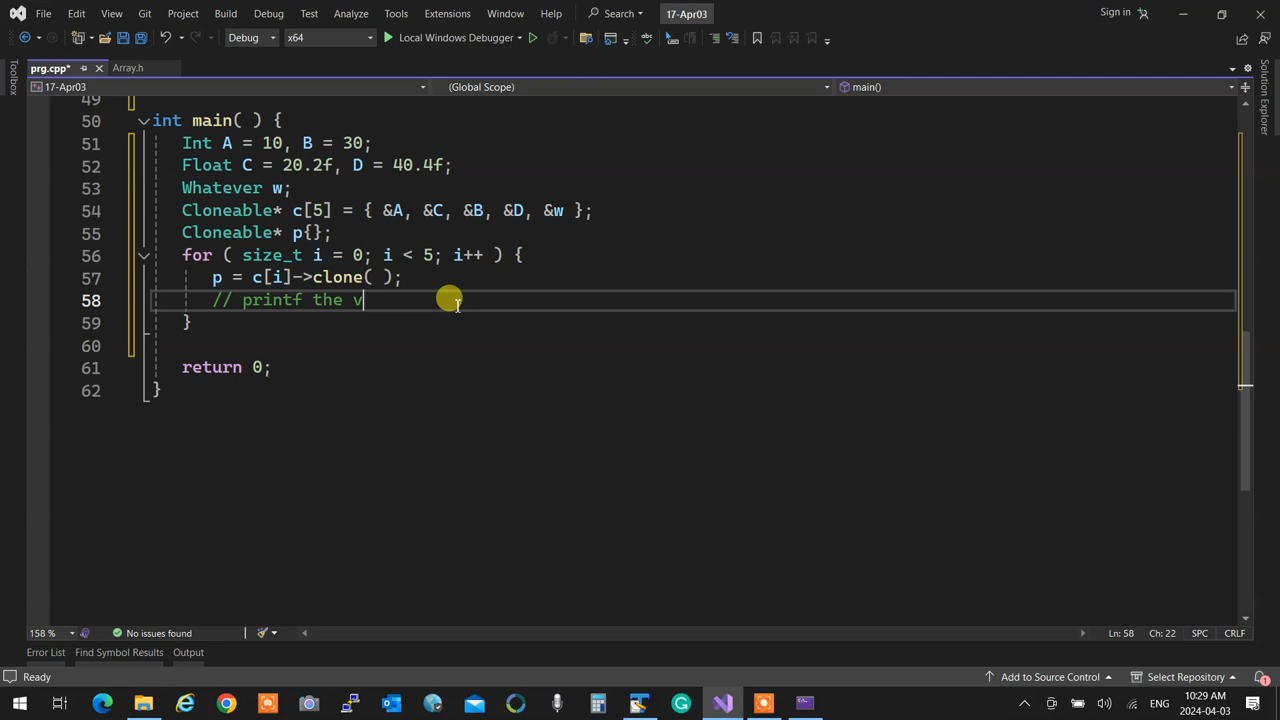 File Edit View Git Project Build Debug Test Analyze Tools Extensions Window Help Search 17-Apr03 Sign in
Debug x64 Local Windows Debugger
prg.cpp* Array.h
17-Apr03 (Global Scope) main()
Toolbox
Solution Explorer
49
50 int main( ) {
51 Int A = 10, B = 30;
52 Float C = 20.2f, D = 40.4f;
53 Whatever w;
54 Cloneable* c[5] = { &A, &C, &B, &D, &w };
55 Cloneable* p{};
56 for ( size_t i = 0; i < 5; i++ ) {
57 p = c[i]->clone( );
58 // printf the v
59 }
60
61 return 0;
62 }
158 % No issues found Ln: 58 Ch: 22 SPC CRLF
Error List Find Symbol Results Output
Ready Add to Source Control Select Repository 1
ENG 10:29 AM
2024-04-03